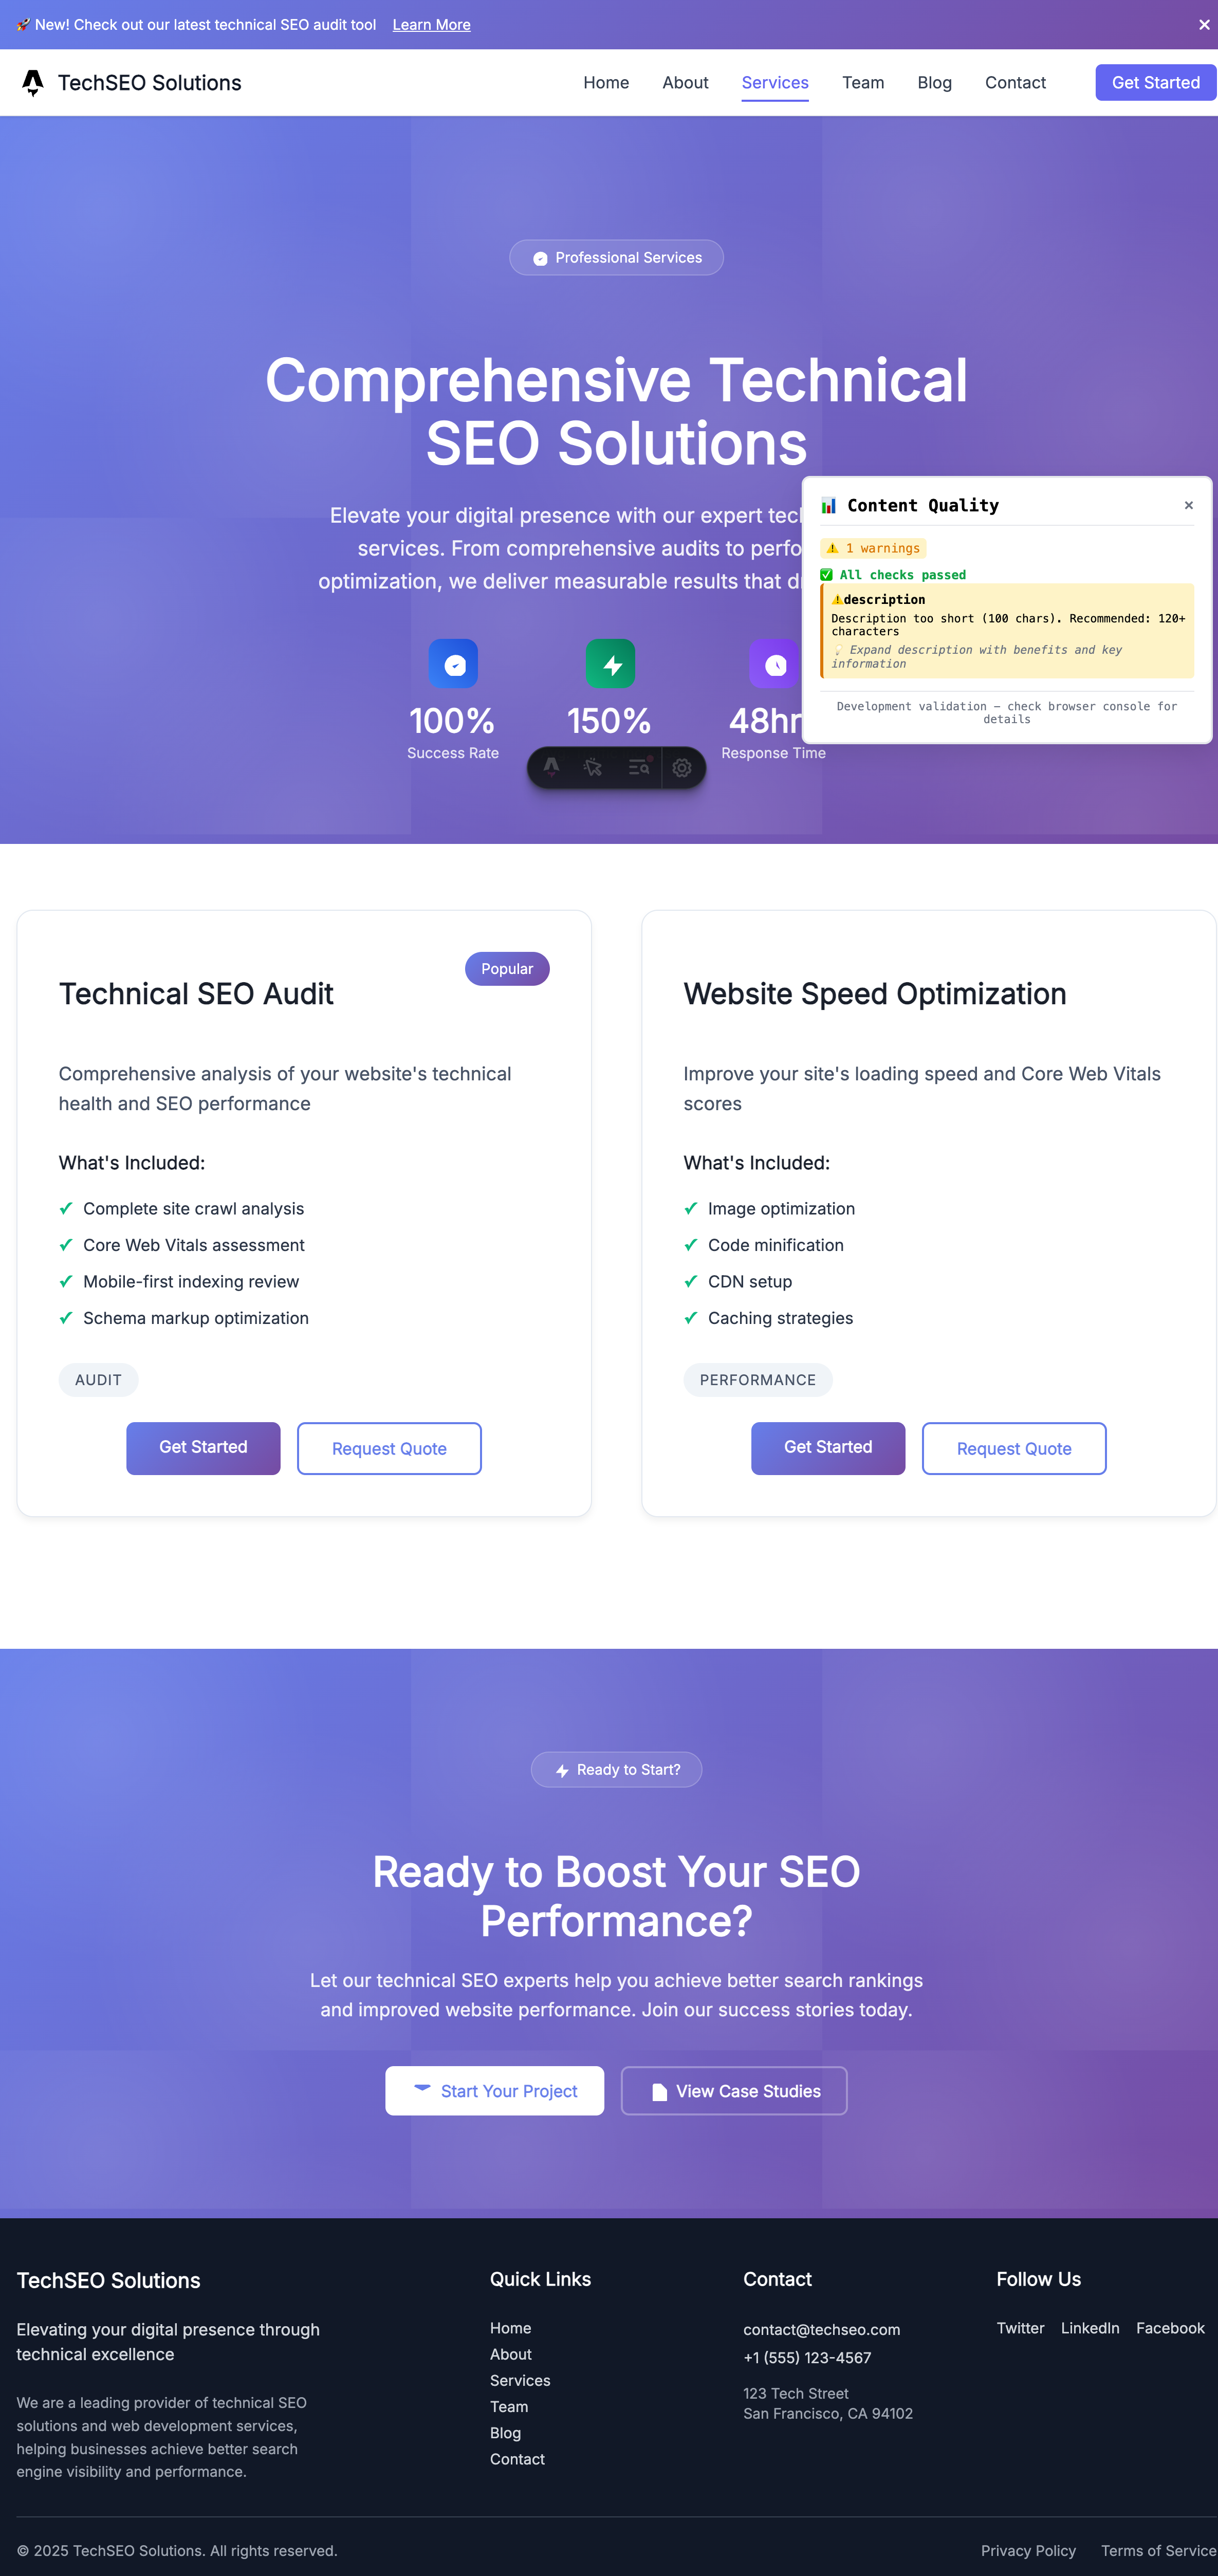 🚀 New! Check out our latest technical SEO audit tool Learn More ✕
TechSEO Solutions
Home About Services Team Blog Contact Get Started
Professional Services
Comprehensive Technical
SEO Solutions
Elevate your digital presence with our expert
services. From comprehensive audits to
optimization, we deliver measurable results that
100%
Success Rate
150%
48hr
Response Time
📊 Content Quality ×
⚠️ 1 warnings
✅ All checks passed
⚠️description
Description too short (100 chars). Recommended: 120+
characters
💡 Expand description with benefits and key
information
Development validation – check browser console for
details
Popular
Technical SEO Audit
Comprehensive analysis of your website's technical
health and SEO performance
What's Included:
✓ Complete site crawl analysis
✓ Core Web Vitals assessment
✓ Mobile-first indexing review
✓ Schema markup optimization
AUDIT
Get Started Request Quote
Website Speed Optimization
Improve your site's loading speed and Core Web Vitals
scores
What's Included:
✓ Image optimization
✓ Code minification
✓ CDN setup
✓ Caching strategies
PERFORMANCE
Get Started Request Quote
Ready to Start?
Ready to Boost Your SEO
Performance?
Let our technical SEO experts help you achieve better search rankings
and improved website performance. Join our success stories today.
Start Your Project View Case Studies
TechSEO Solutions
Elevating your digital presence through
technical excellence
We are a leading provider of technical SEO
solutions and web development services,
helping businesses achieve better search
engine visibility and performance.
Quick Links
Home
About
Services
Team
Blog
Contact
Contact
contact@techseo.com
+1 (555) 123-4567
123 Tech Street
San Francisco, CA 94102
Follow Us
Twitter LinkedIn Facebook
© 2025 TechSEO Solutions. All rights reserved.
Privacy Policy Terms of Service